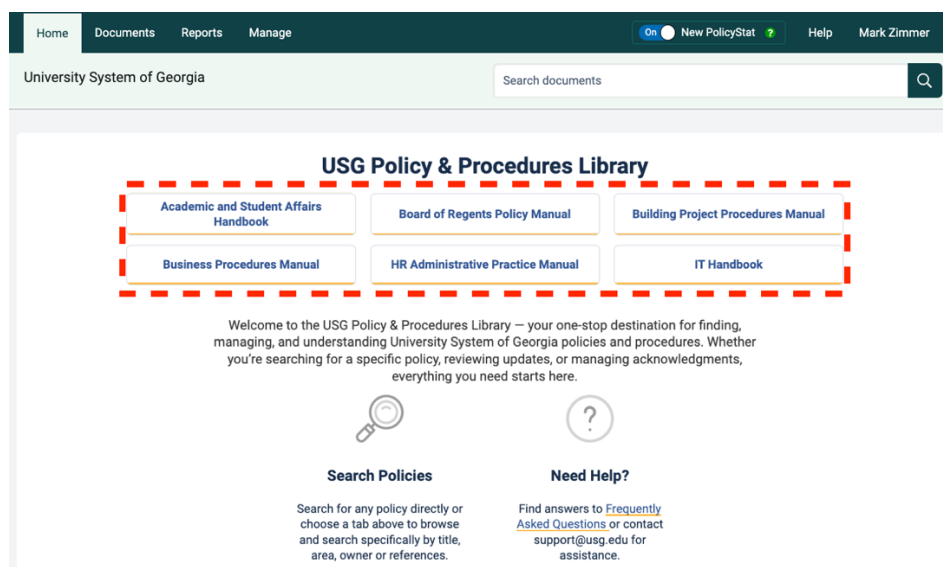 Home Documents Reports Manage On New PolicyStat ? Help Mark Zimmer
University System of Georgia Search documents
USG Policy & Procedures Library
Academic and Student Affairs
Handbook
Board of Regents Policy Manual
Building Project Procedures Manual
Business Procedures Manual
HR Administrative Practice Manual
IT Handbook
Welcome to the USG Policy & Procedures Library — your one-stop destination for finding,
managing, and understanding University System of Georgia policies and procedures. Whether
you're searching for a specific policy, reviewing updates, or managing acknowledgments,
everything you need starts here.
?
Search Policies
Search for any policy directly or
choose a tab above to browse
and search specifically by title,
area, owner or references.
Need Help?
Find answers to Frequently
Asked Questions or contact
support@usg.edu for
assistance.